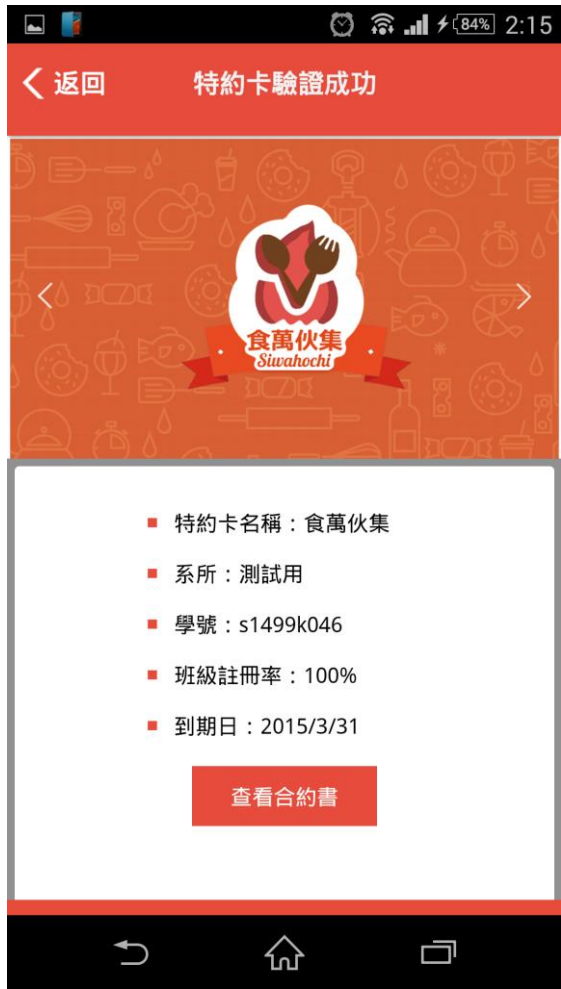 84% 2:15
返回 特約卡驗證成功
食萬伙集
Siwahochi
特約卡名稱：食萬伙集
系所：測試用
學號：s1499k046
班級註冊率：100%
到期日：2015/3/31
查看合約書